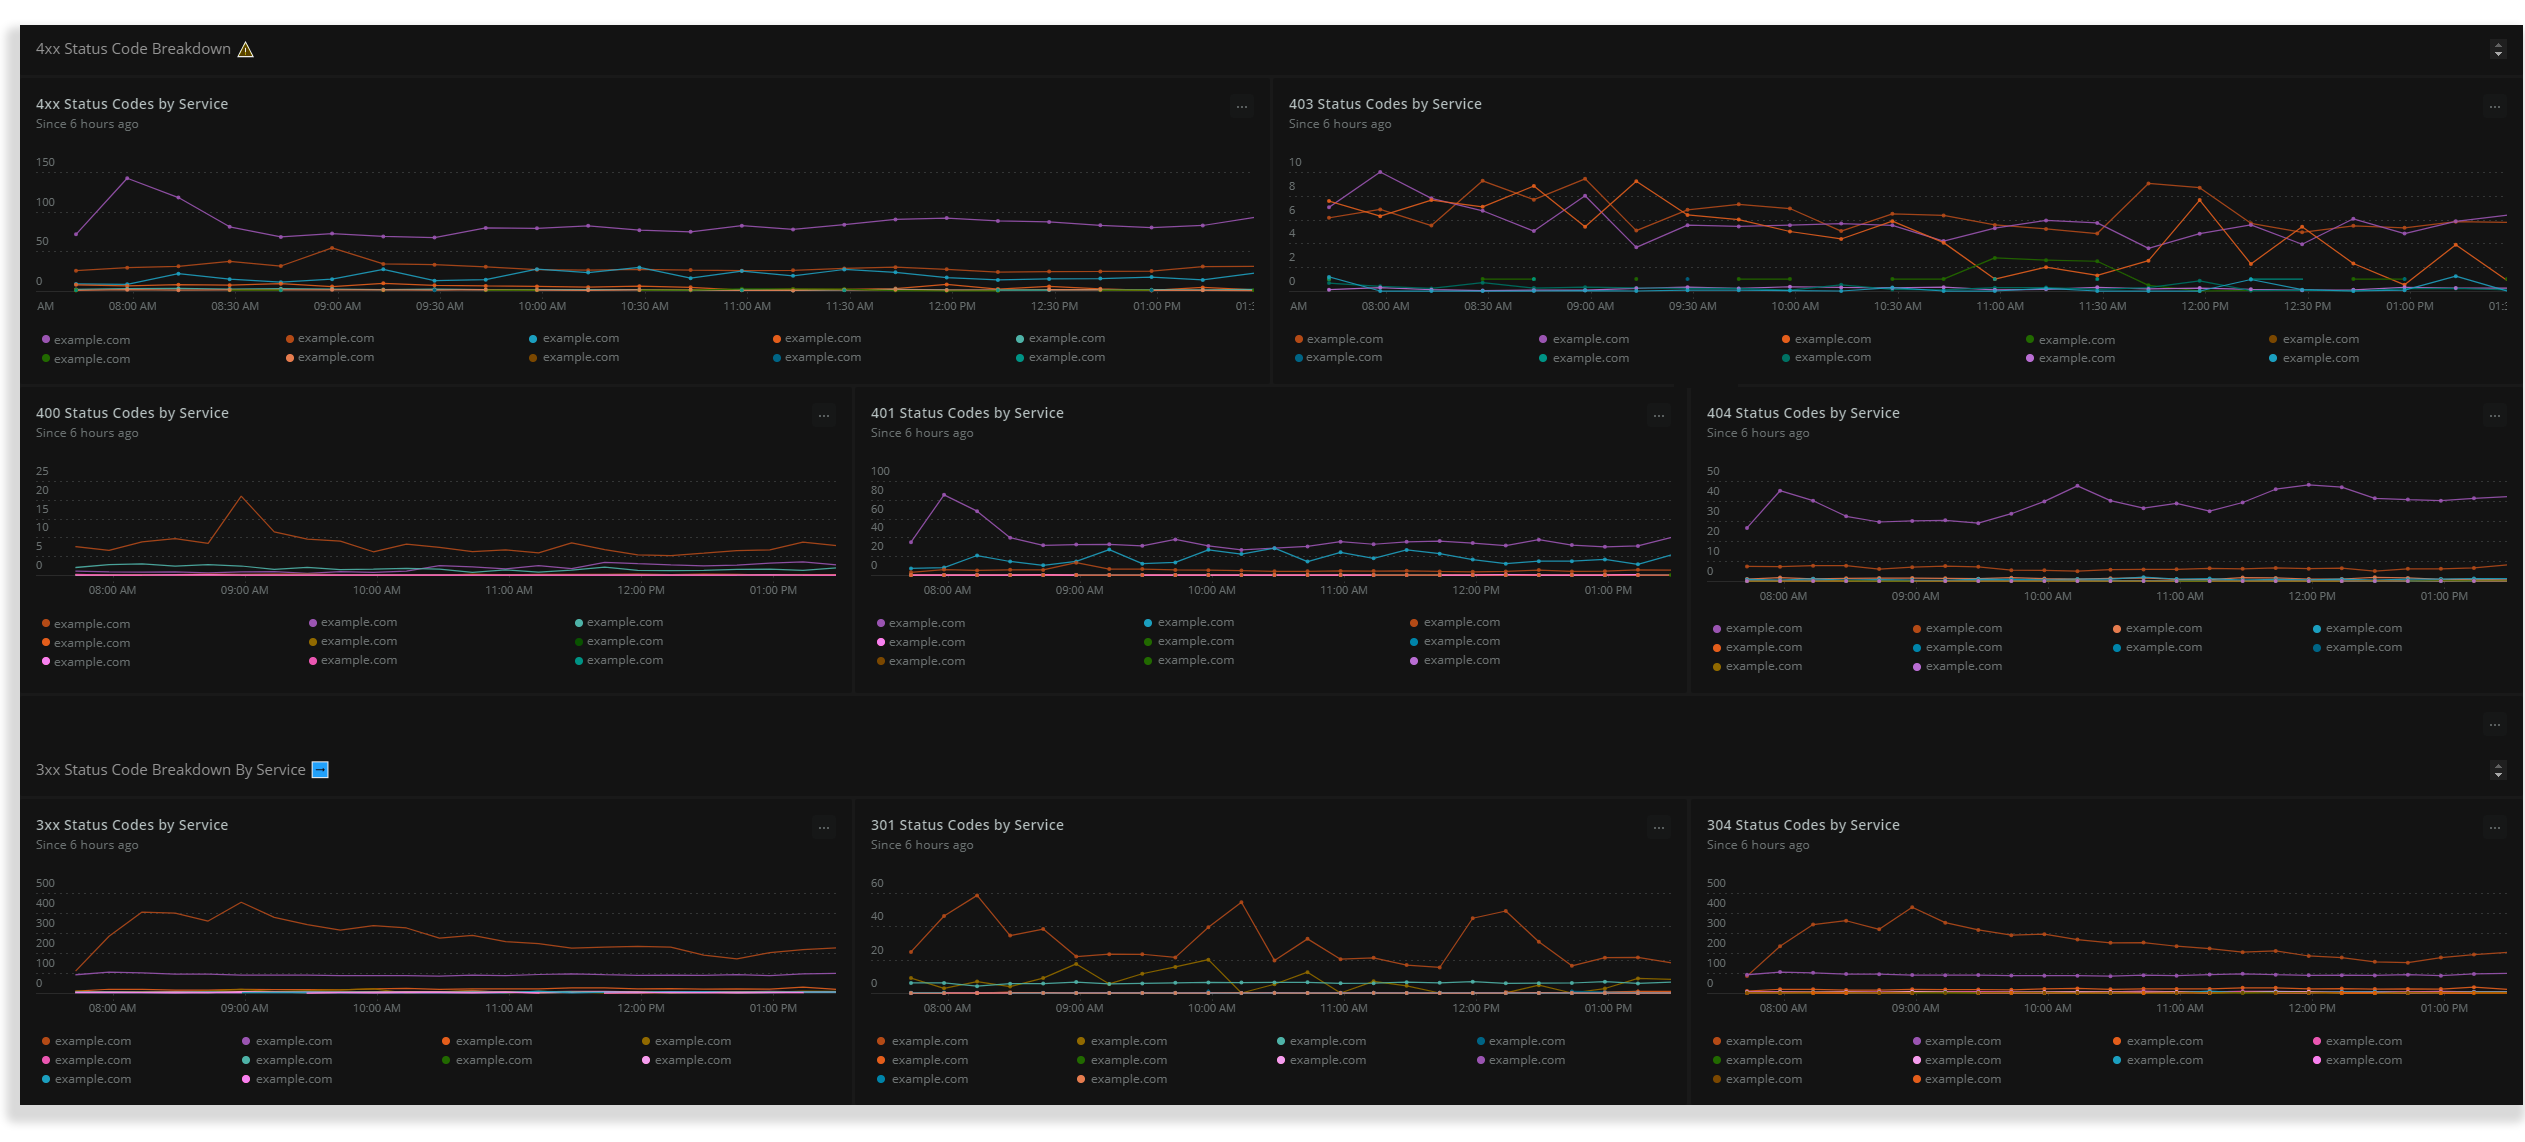 4xx Status Code Breakdown ⚠
4xx Status Codes by Service
...
Since 6 hours ago
150
100
50
0
AM 08:00 AM 08:30 AM 09:00 AM 09:30 AM 10:00 AM 10:30 AM 11:00 AM 11:30 AM 12:00 PM 12:30 PM 01:00 PM 01:
example.com example.com example.com example.com example.com
example.com example.com example.com example.com example.com
403 Status Codes by Service
...
Since 6 hours ago
10
8
6
4
2
0
AM 08:00 AM 08:30 AM 09:00 AM 09:30 AM 10:00 AM 10:30 AM 11:00 AM 11:30 AM 12:00 PM 12:30 PM 01:00 PM 01:
example.com example.com example.com example.com example.com
example.com example.com example.com example.com example.com
400 Status Codes by Service
...
Since 6 hours ago
25
20
15
10
5
0
08:00 AM 09:00 AM 10:00 AM 11:00 AM 12:00 PM 01:00 PM
example.com example.com example.com
example.com example.com example.com
example.com example.com example.com
401 Status Codes by Service
...
Since 6 hours ago
100
80
60
40
20
0
08:00 AM 09:00 AM 10:00 AM 11:00 AM 12:00 PM 01:00 PM
example.com example.com example.com
example.com example.com example.com
example.com example.com example.com
404 Status Codes by Service
...
Since 6 hours ago
50
40
30
20
10
0
08:00 AM 09:00 AM 10:00 AM 11:00 AM 12:00 PM 01:00 PM
example.com example.com example.com example.com
example.com example.com example.com example.com
example.com example.com
...
3xx Status Code Breakdown By Service ➡
3xx Status Codes by Service
...
Since 6 hours ago
500
400
300
200
100
0
08:00 AM 09:00 AM 10:00 AM 11:00 AM 12:00 PM 01:00 PM
example.com example.com example.com example.com
example.com example.com example.com example.com
example.com example.com
301 Status Codes by Service
...
Since 6 hours ago
60
40
20
0
08:00 AM 09:00 AM 10:00 AM 11:00 AM 12:00 PM 01:00 PM
example.com example.com example.com example.com
example.com example.com example.com example.com
example.com example.com
304 Status Codes by Service
...
Since 6 hours ago
500
400
300
200
100
0
08:00 AM 09:00 AM 10:00 AM 11:00 AM 12:00 PM 01:00 PM
example.com example.com example.com example.com
example.com example.com example.com example.com
example.com example.com